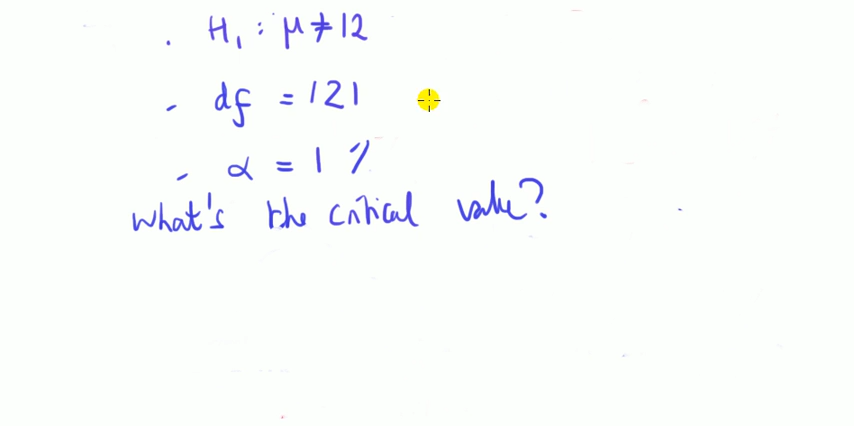 . H₁ : μ ≠ 12
- df = 121
- α = 1 %
What's the critical value?